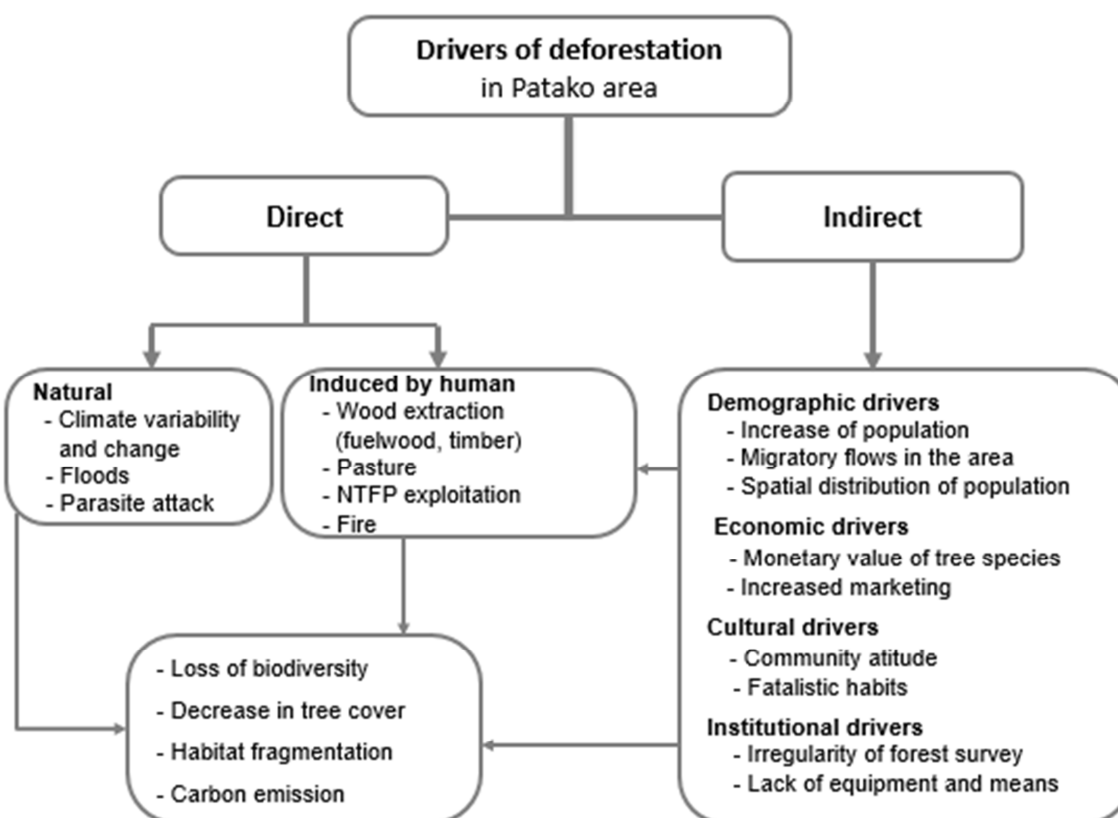 Drivers of deforestation
in Patako area
Direct
Indirect
Natural
- Climate variability
and change
- Floods
- Parasite attack
Induced by human
- Wood extraction
(fuelwood, timber)
- Pasture
- NTFP exploitation
- Fire
Demographic drivers
- Increase of population
- Migratory flows in the area
- Spatial distribution of population
Economic drivers
- Monetary value of tree species
- Increased marketing
Cultural drivers
- Community atitude
- Fatalistic habits
Institutional drivers
- Irregularity of forest survey
- Lack of equipment and means
- Loss of biodiversity
- Decrease in tree cover
- Habitat fragmentation
- Carbon emission